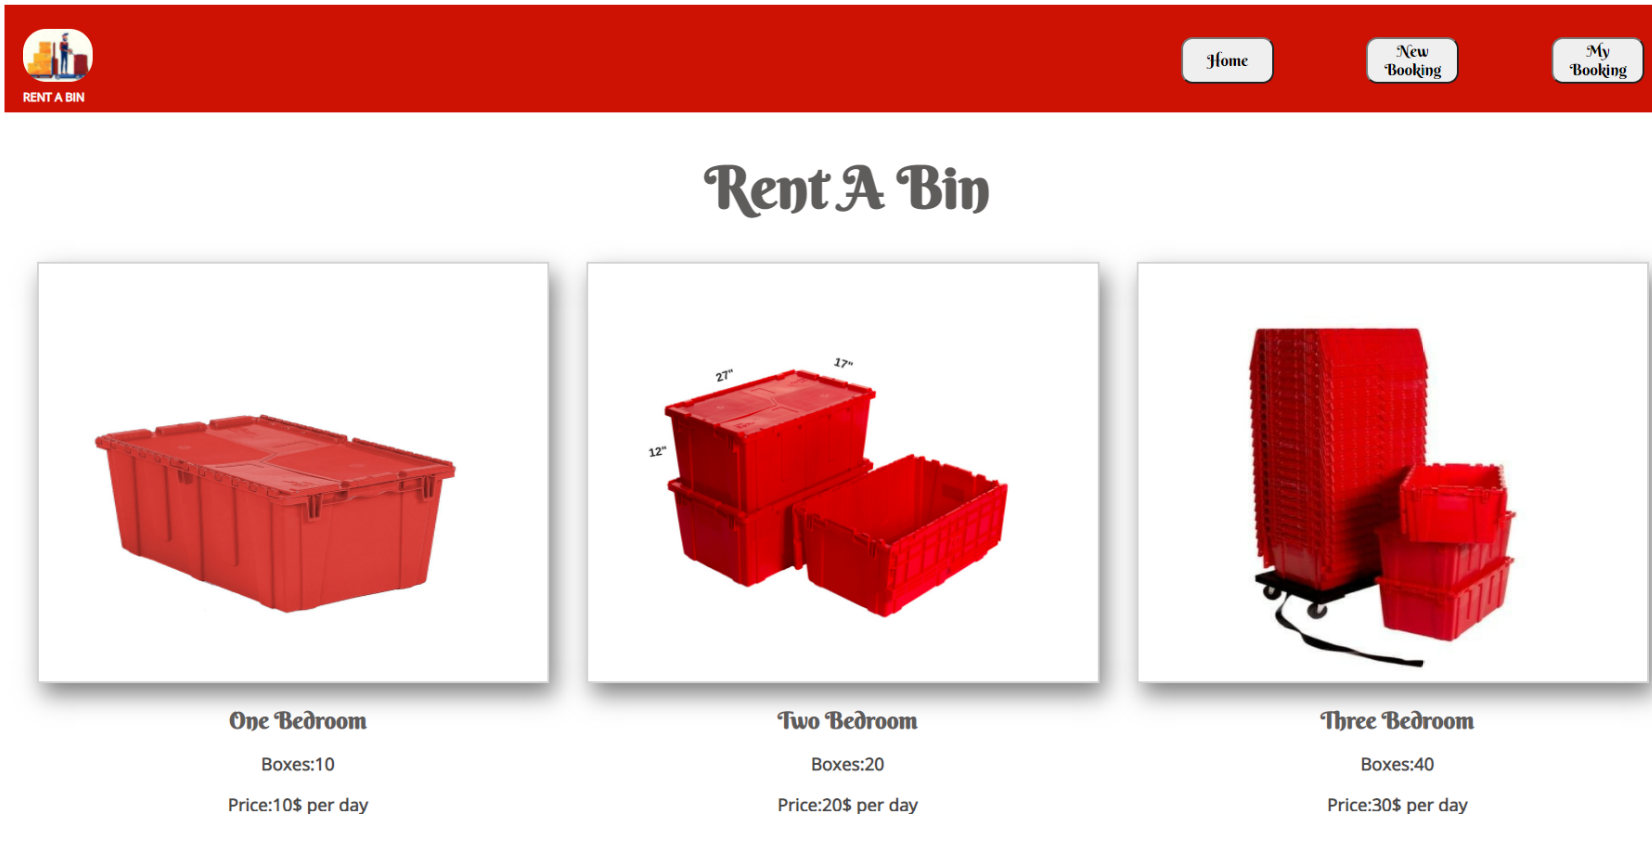 RENT A BIN
Home
New
Booking
My
Booking
Rent A Bin
27"
17"
12"
One Bedroom
Boxes:10
Price:10$ per day
Two Bedroom
Boxes:20
Price:20$ per day
Three Bedroom
Boxes:40
Price:30$ per day